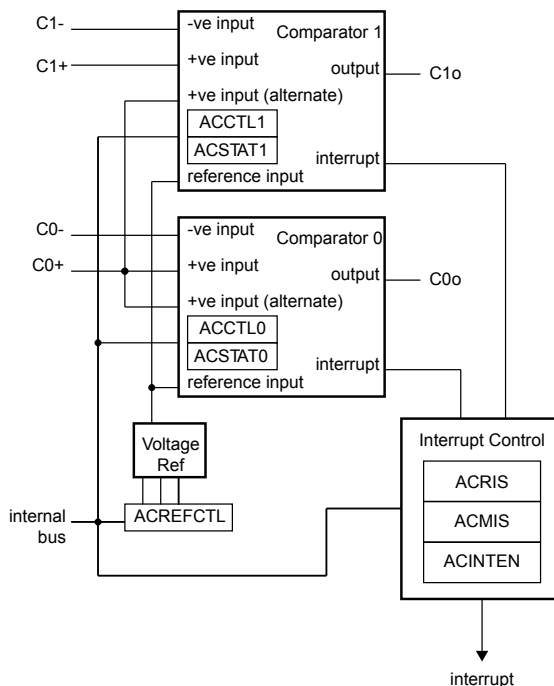 C1-
-ve input
Comparator 1
C1+
+ve input
output
C1o
+ve input (alternate)
ACCTL1
ACSTAT1
interrupt
reference input
C0-
-ve input
Comparator 0
C0+
+ve input
output
C0o
+ve input (alternate)
ACCTL0
ACSTAT0
interrupt
reference input
Voltage
Ref
Interrupt Control
ACRIS
ACMIS
ACINTEN
internal
bus
ACREFCTL
interrupt